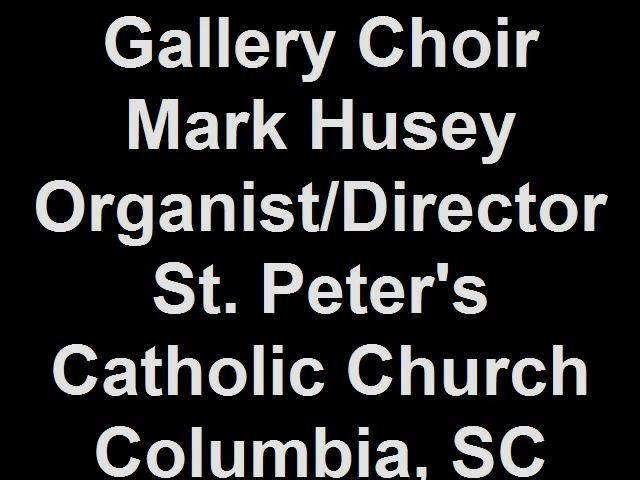 Gallery Choir
Mark Husey
Organist/Director
St. Peter's
Catholic Church
Columbia, SC